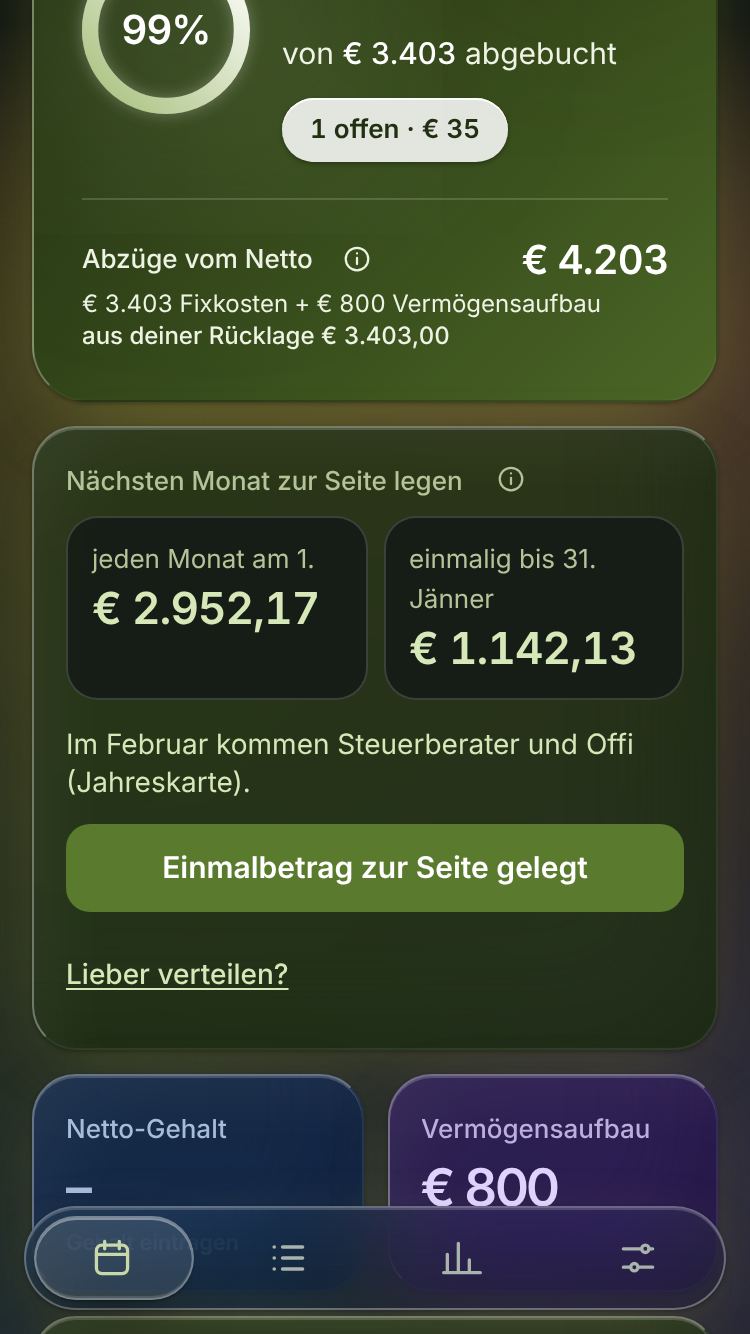 99%
von € 3.403 abgebucht
1 offen · € 35
Abzüge vom Netto
€ 4.203
€ 3.403 Fixkosten + € 800 Vermögensaufbau
aus deiner Rücklage € 3.403,00
Nächsten Monat zur Seite legen
jeden Monat am 1.
€ 2.952,17
einmalig bis 31.
Jänner
€ 1.142,13
Im Februar kommen Steuerberater und Offi
(Jahreskarte).
Einmalbetrag zur Seite gelegt
Lieber verteilen?
Netto-Gehalt
–
Vermögensaufbau
€ 800